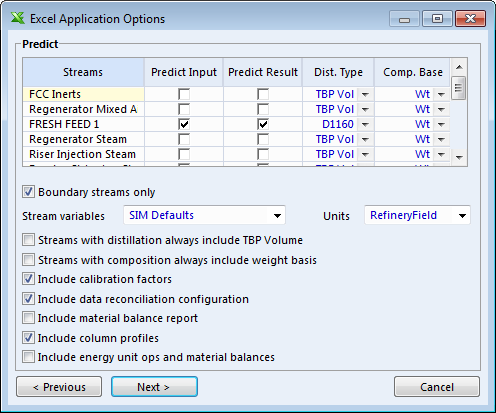 Excel Application Options
Predict
Streams Predict Input Predict Result Dist. Type Comp. Base
FCC Inerts TBP Vol Wt
Regenerator Mixed A TBP Vol Wt
FRESH FEED 1 D1160 Wt
Regenerator Steam TBP Vol Wt
Riser Injection Steam TBP Vol Wt
Boundary streams only
Stream variables SIM Defaults Units RefineryField
Streams with distillation always include TBP Volume
Streams with composition always include weight basis
Include calibration factors
Include data reconciliation configuration
Include material balance report
Include column profiles
Include energy unit ops and material balances
< Previous Next > Cancel